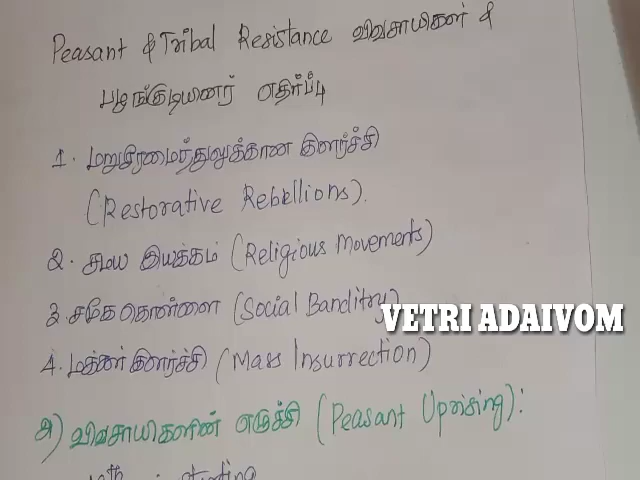 Peasant & Tribal Resistance விவசாயிகள் &
பழங்குடியினர் எதிர்ப்பு
1. மறுசீரமைத்தலுக்கான கிளர்ச்சி
(Restorative Rebellions).
2. சமய இயக்கம் (Religious Movements)
3. சமூக கொள்ளை (Social Banditry)
VETRI ADAIVOM
4. மக்கள் கிளர்ச்சி (Mass Insurrection)
அ) விவசாயிகளின் எழுச்சி (Peasant Uprising):